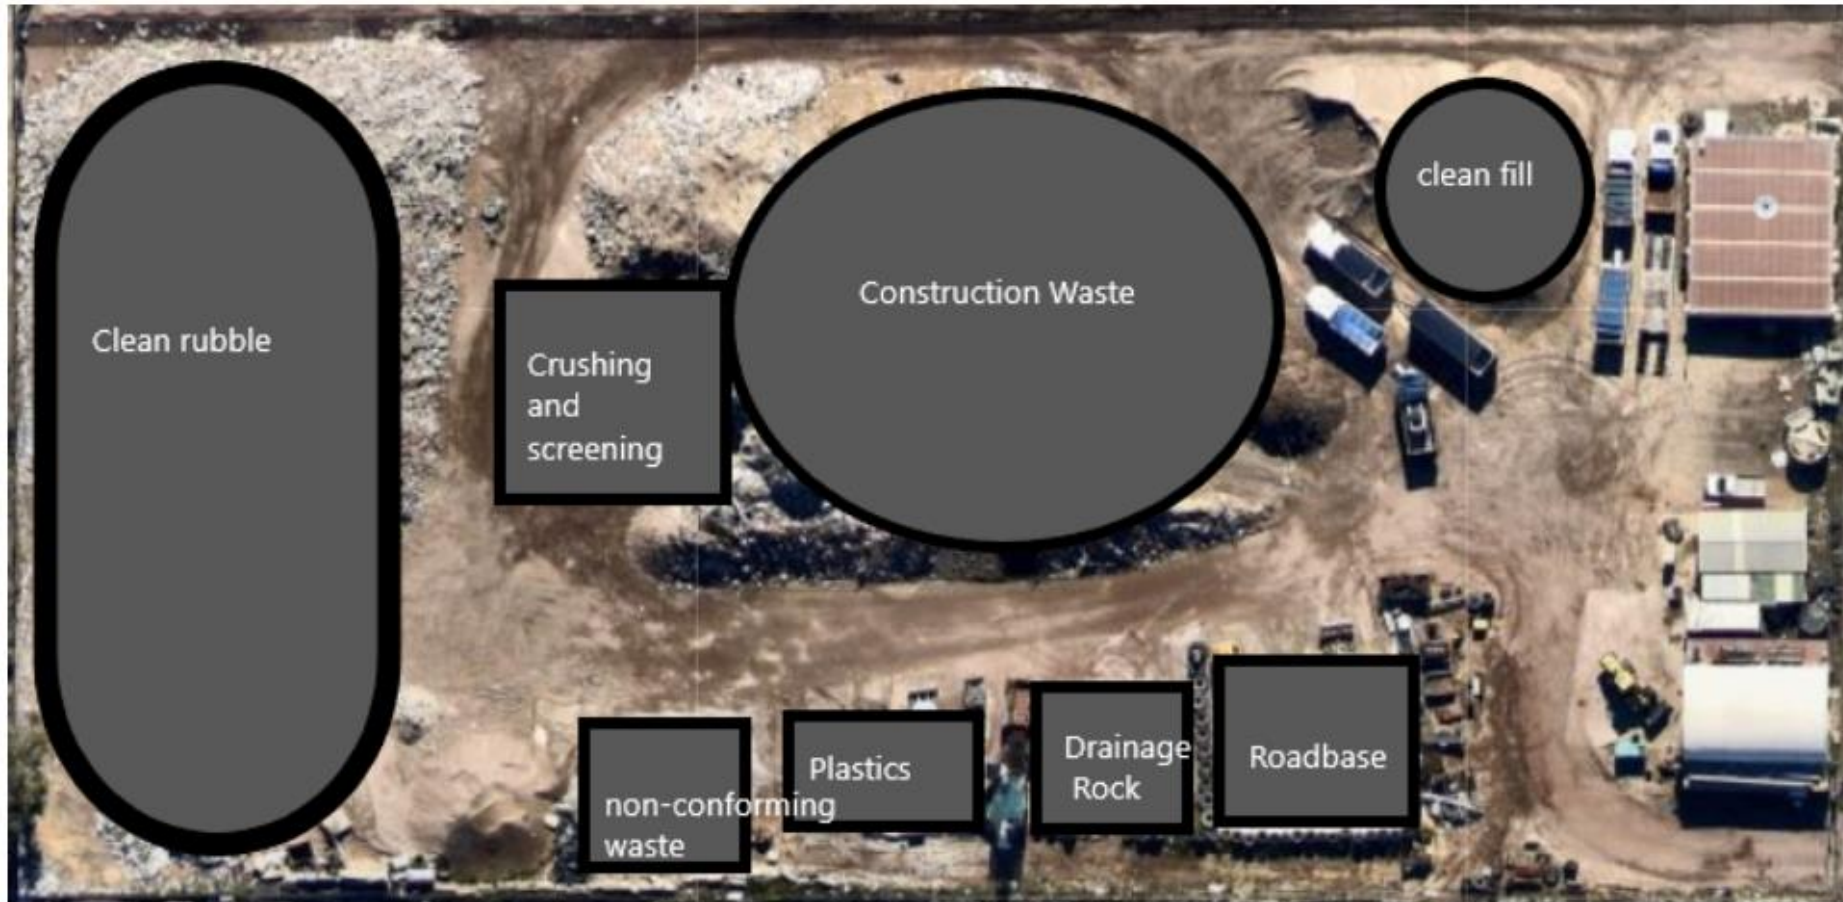 clean fill
Construction Waste
Clean rubble
Crushing
and
screening
Drainage
Rock
Roadbase
Plastics
non-conforming
waste